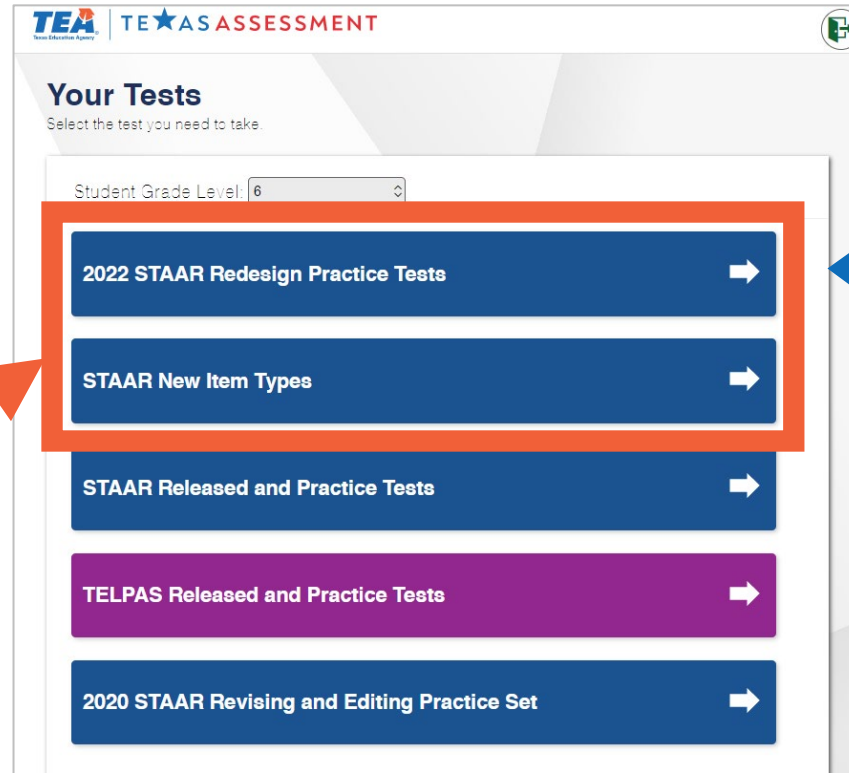 TEA
Texas Education Agency
TEXAS ASSESSMENT
Your Tests
Select the test you need to take.
Student Grade Level: 6
2022 STAAR Redesign Practice Tests
STAAR New Item Types
STAAR Released and Practice Tests
TELPAS Released and Practice Tests
2020 STAAR Revising and Editing Practice Set